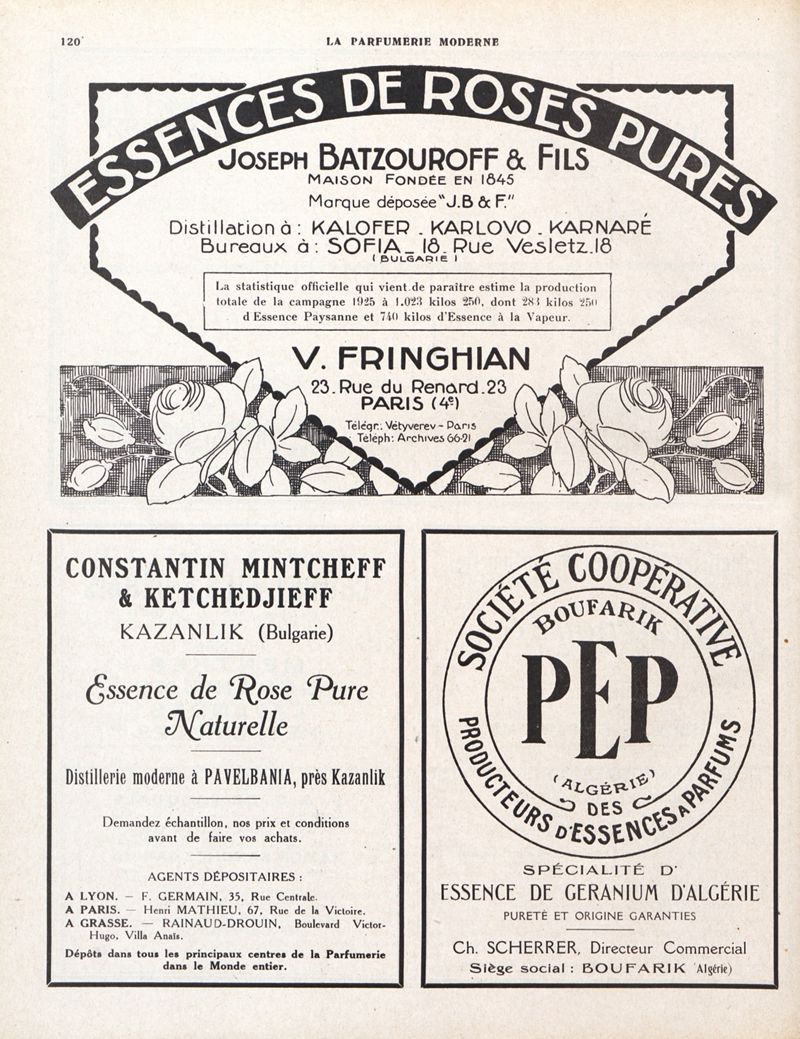 120
LA PARFUMERIE MODERNE
ESSENCES DE ROSES PURES
JOSEPH BATZOUROFF & FILS
MAISON FONDÉE EN 1845
Marque déposée "J.B & F."
Distillation à : KALOFER _ KARLOVO _ KARNARÉ
Bureaux à : SOFIA _ 18. Rue Vesletz.18
(BULGARIE)
La statistique officielle qui vient de paraître estime la production
totale de la campagne 1925 à 1.023 kilos 250, dont 283 kilos 250
d'Essence Paysanne et 740 kilos d'Essence à la Vapeur.
V. FRINGHIAN
23. Rue du Renard. 23
PARIS (4e)
Télégr.: Vétyverev - Paris
Téléph: Archives 66-21
CONSTANTIN MINTCHEFF
& KETCHEDJIEFF
KAZANLIK (Bulgarie)
Essence de Rose Pure
Naturelle
Distillerie moderne à PAVELBANIA, près Kazanlik
Demandez échantillon, nos prix et conditions
avant de faire vos achats.
AGENTS DÉPOSITAIRES :
A LYON. — F. GERMAIN, 35, Rue Centrale.
A PARIS. — Henri MATHIEU, 67, Rue de la Victoire.
A GRASSE. — RAINAUD-DROUIN, Boulevard Victor-
Hugo, Villa Anaïs.
Dépôts dans tous les principaux centres de la Parfumerie
dans le Monde entier.
SOCIÉTÉ COOPÉRATIVE
BOUFARIK
PEP
(ALGÉRIE)
DES
PRODUCTEURS D'ESSENCES A PARFUMS
SPÉCIALITÉ D'
ESSENCE DE GERANIUM D'ALGÉRIE
PURETÉ ET ORIGINE GARANTIES
Ch. SCHERRER, Directeur Commercial
Siège social : BOUFARIK Algérie)